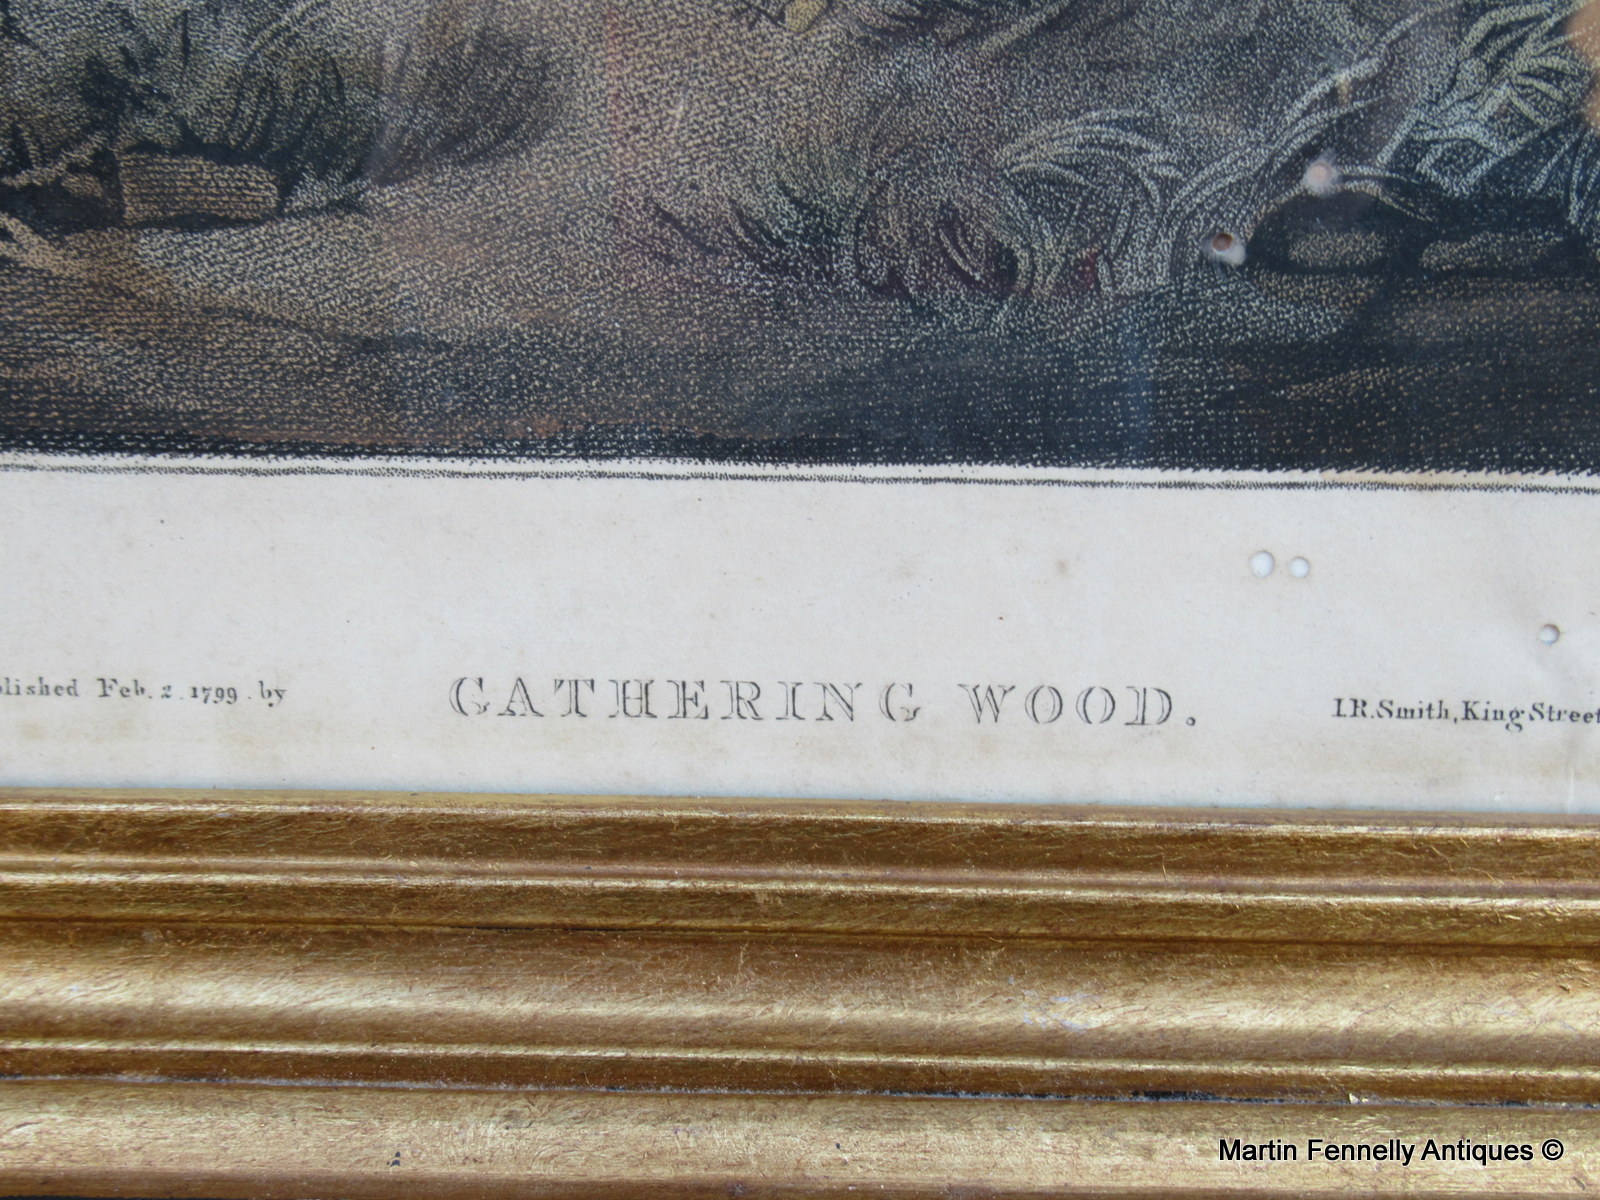 lished Feb. 2. 1799. by
GATHERING WOOD.
I.R. Smith, King Street
Martin Fennelly Antiques ©